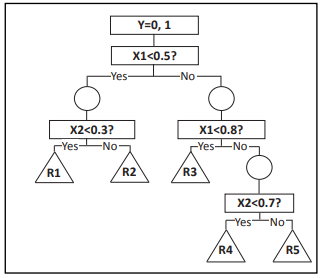 Y=0, 1
X1<0.5?
Yes No
X2<0.3? X1<0.8?
Yes No Yes No
R1 R2 R3
X2<0.7?
Yes No
R4 R5